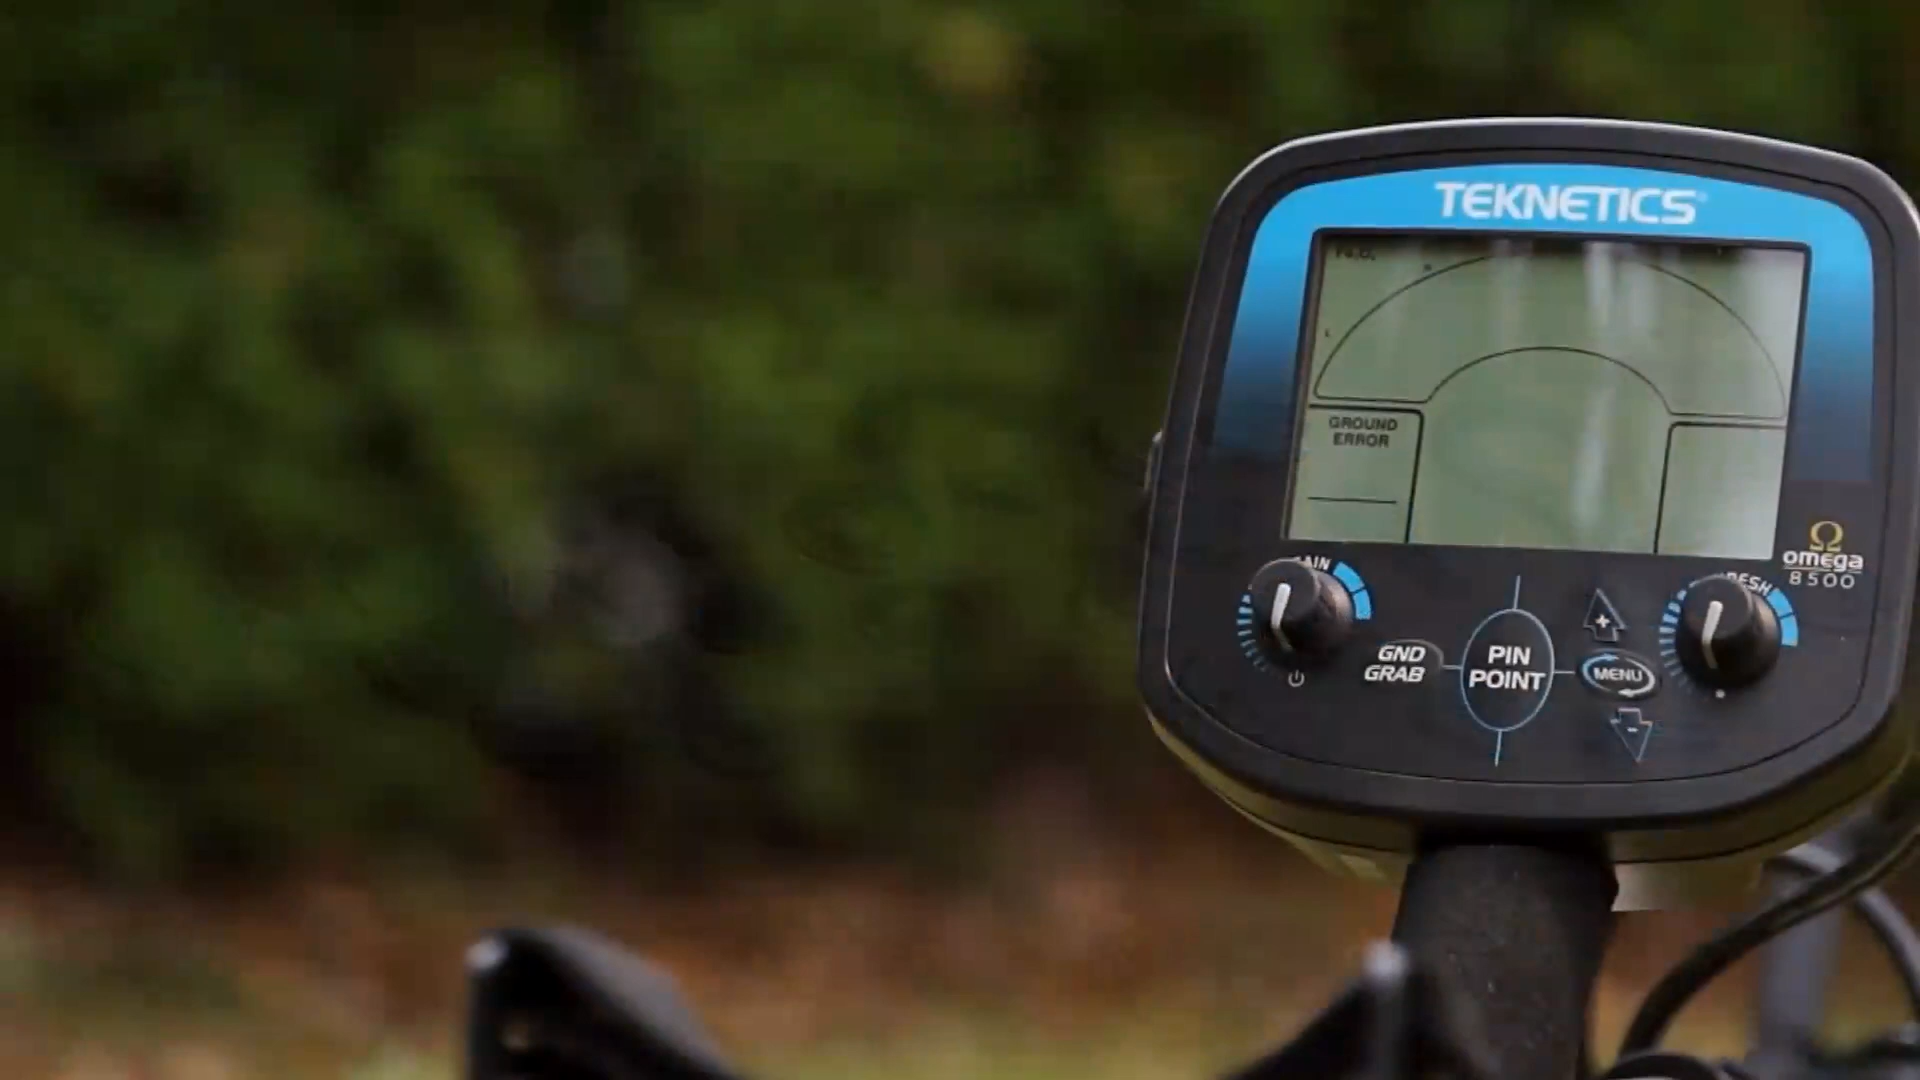 TEKNETICS
GROUND
ERROR
Ω
omega
8500
GND
GRAB
PIN
POINT
+
MENU
-